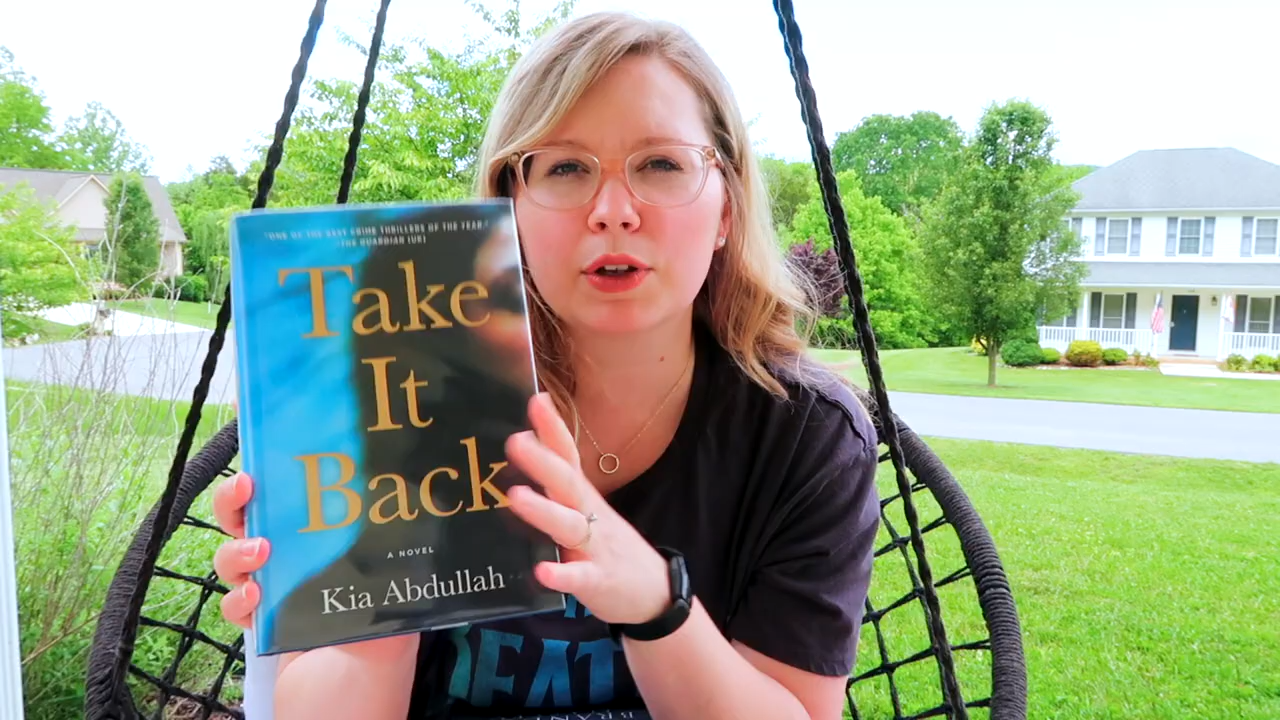 "ONE OF THE BEST CRIME THRILLERS OF THE YEAR."
—THE GUARDIAN (UK)
Take
It
Back
A NOVEL
Kia Abdullah